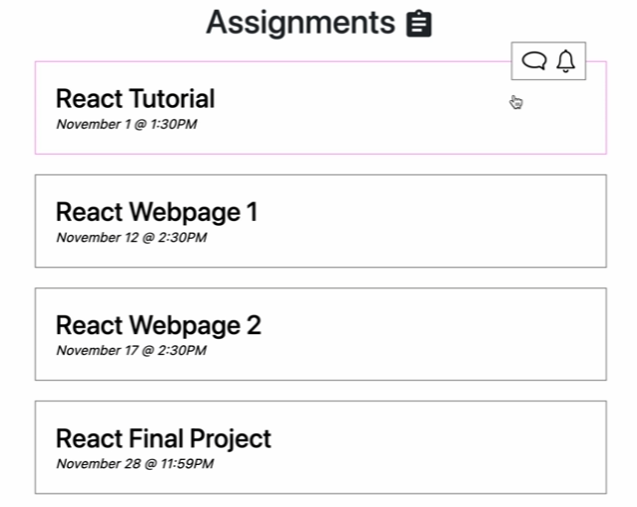 Assignments
React Tutorial
November 1 @ 1:30PM
React Webpage 1
November 12 @ 2:30PM
React Webpage 2
November 17 @ 2:30PM
React Final Project
November 28 @ 11:59PM